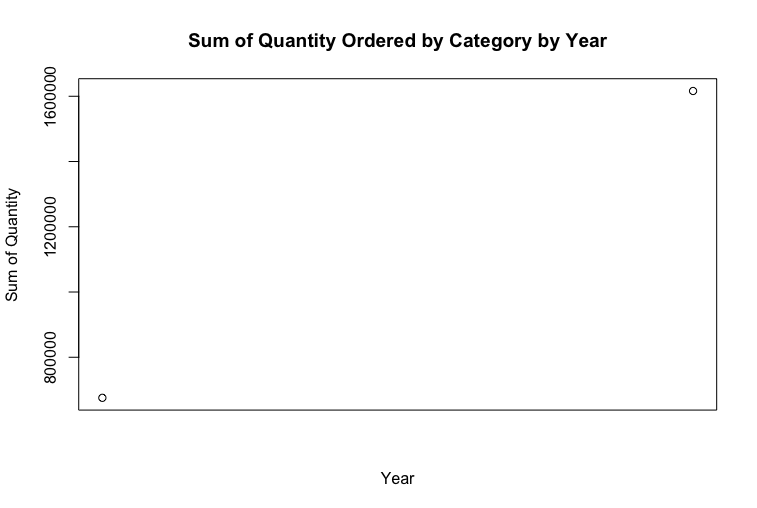 Sum of Quantity Ordered by Category by Year
1600000
1200000
800000
Sum of Quantity
Year